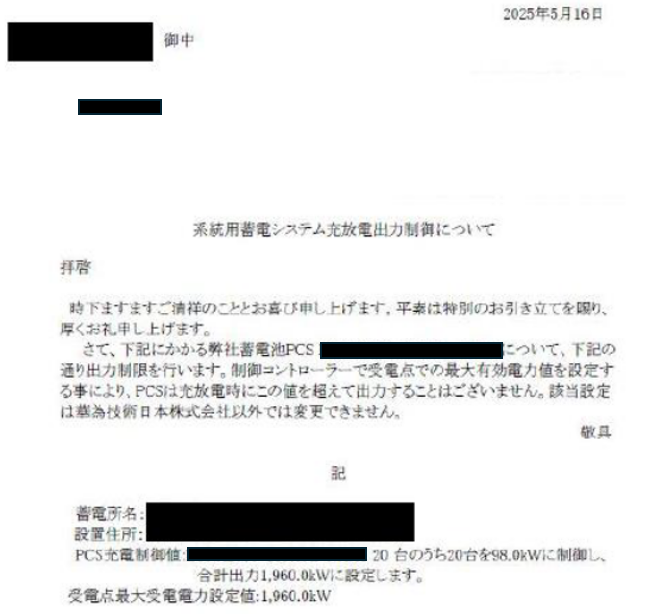 2025年5月16日
御中
系統用蓄電システム充放電出力制御について
拝啓
時下ますますご清祥のこととお喜び申し上げます。平素は特別のお引き立てを賜り、
厚くお礼申し上げます。
さて、下記にかかる弊社蓄電池PCS について、下記の
通り出力制限を行います。制御コントローラーで受電点での最大有効電力値を設定す
る事により、PCSは充放電時にこの値を超えて出力することはございません。該当設定
は華為技術日本株式会社以外では変更できません。
敬具
記
蓄電所名:
設置住所:
PCS充電制御値: 20 台のうち20台を98.0kWに制御し、
合計出力1,960.0kWに設定します。
受電点最大受電電力設定値:1,960.0kW